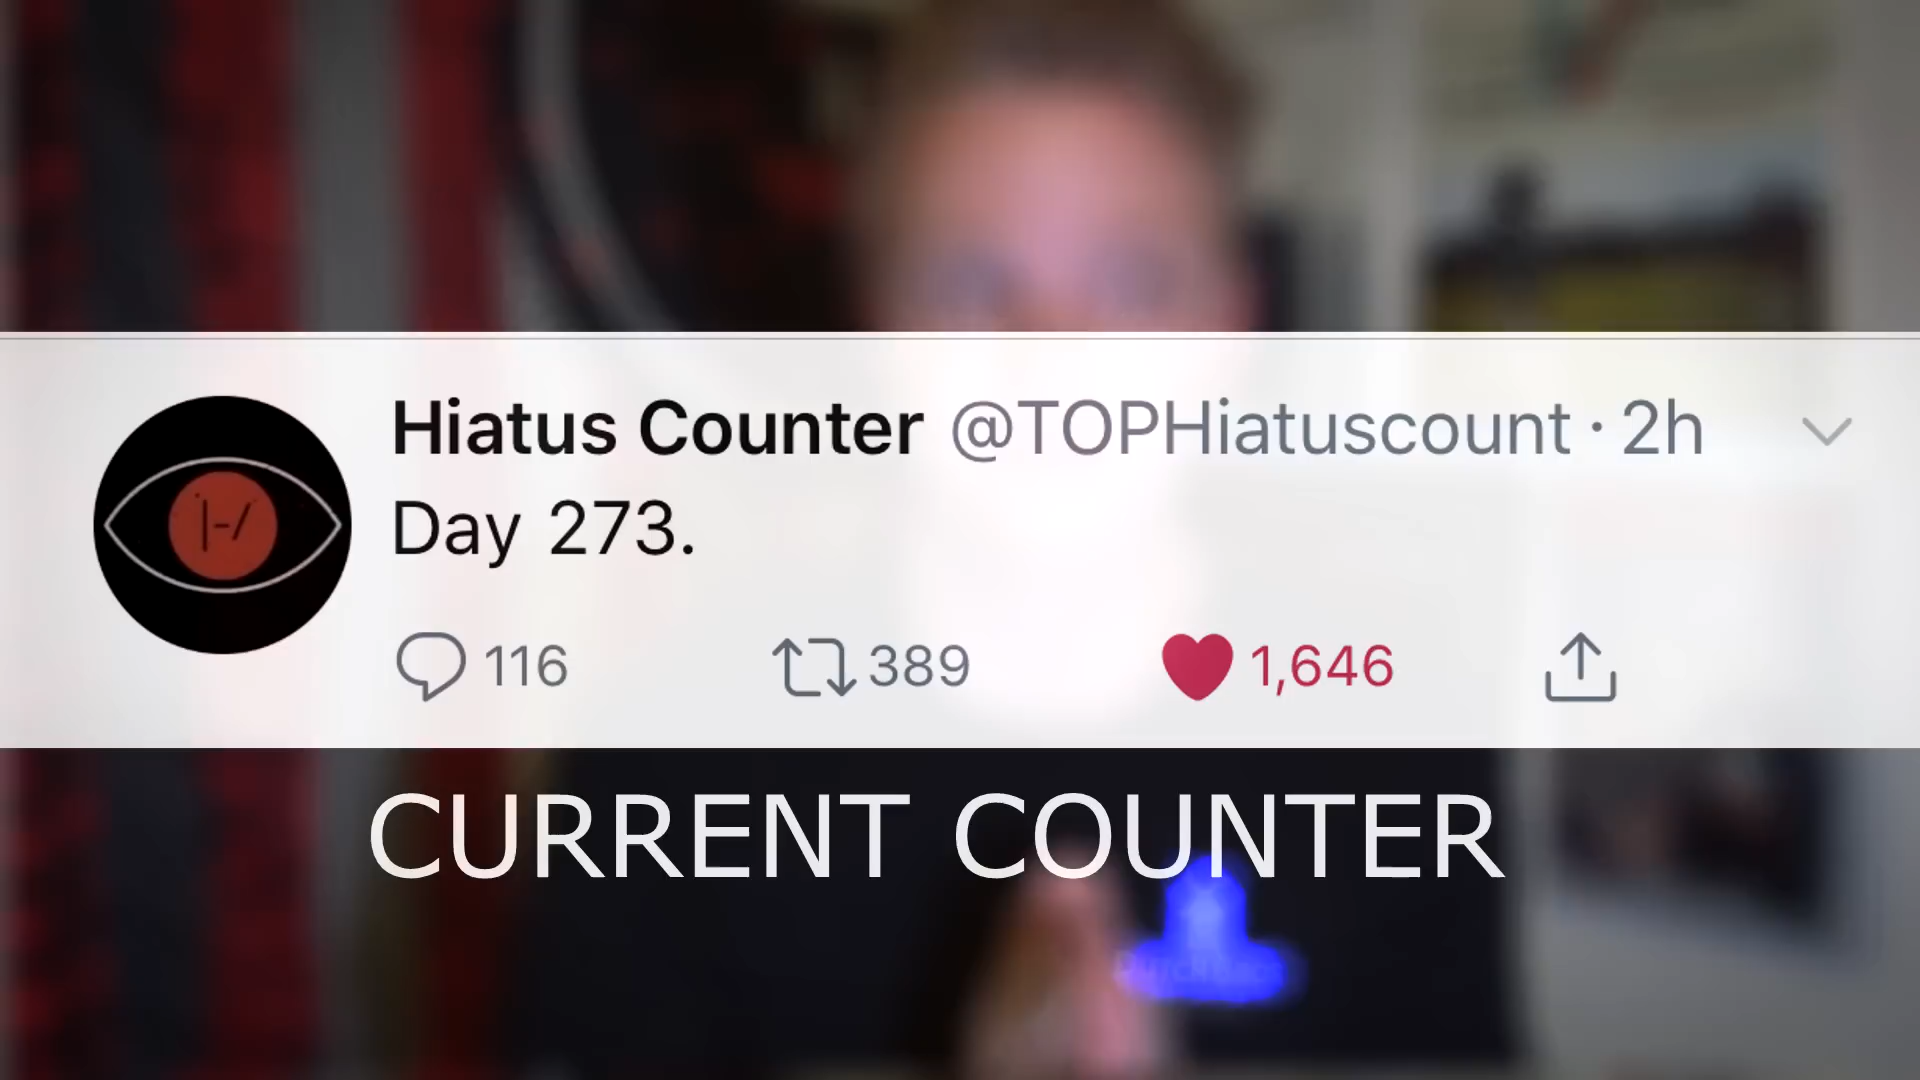 Hiatus Counter @TOPHiatuscount · 2h
Day 273.
116 389 1,646
CURRENT COUNTER
|-/